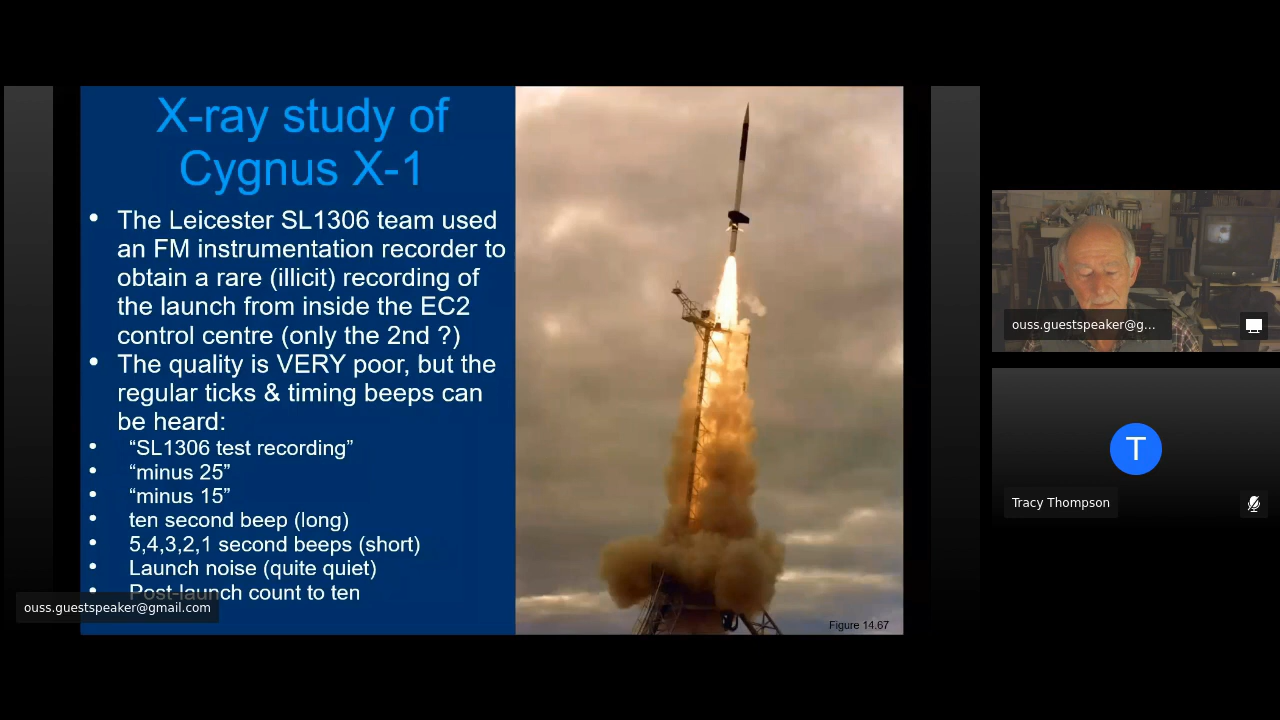 X-ray study of
Cygnus X-1
• The Leicester SL1306 team used
an FM instrumentation recorder to
obtain a rare (illicit) recording of
the launch from inside the EC2
control centre (only the 2nd ?)
• The quality is VERY poor, but the
regular ticks & timing beeps can
be heard:
• “SL1306 test recording”
• “minus 25”
• “minus 15”
• ten second beep (long)
• 5,4,3,2,1 second beeps (short)
• Launch noise (quite quiet)
• Post-launch count to ten
ouss.guestspeaker@gmail.com
Figure 14.67
ouss.guestspeaker@g...
T
Tracy Thompson